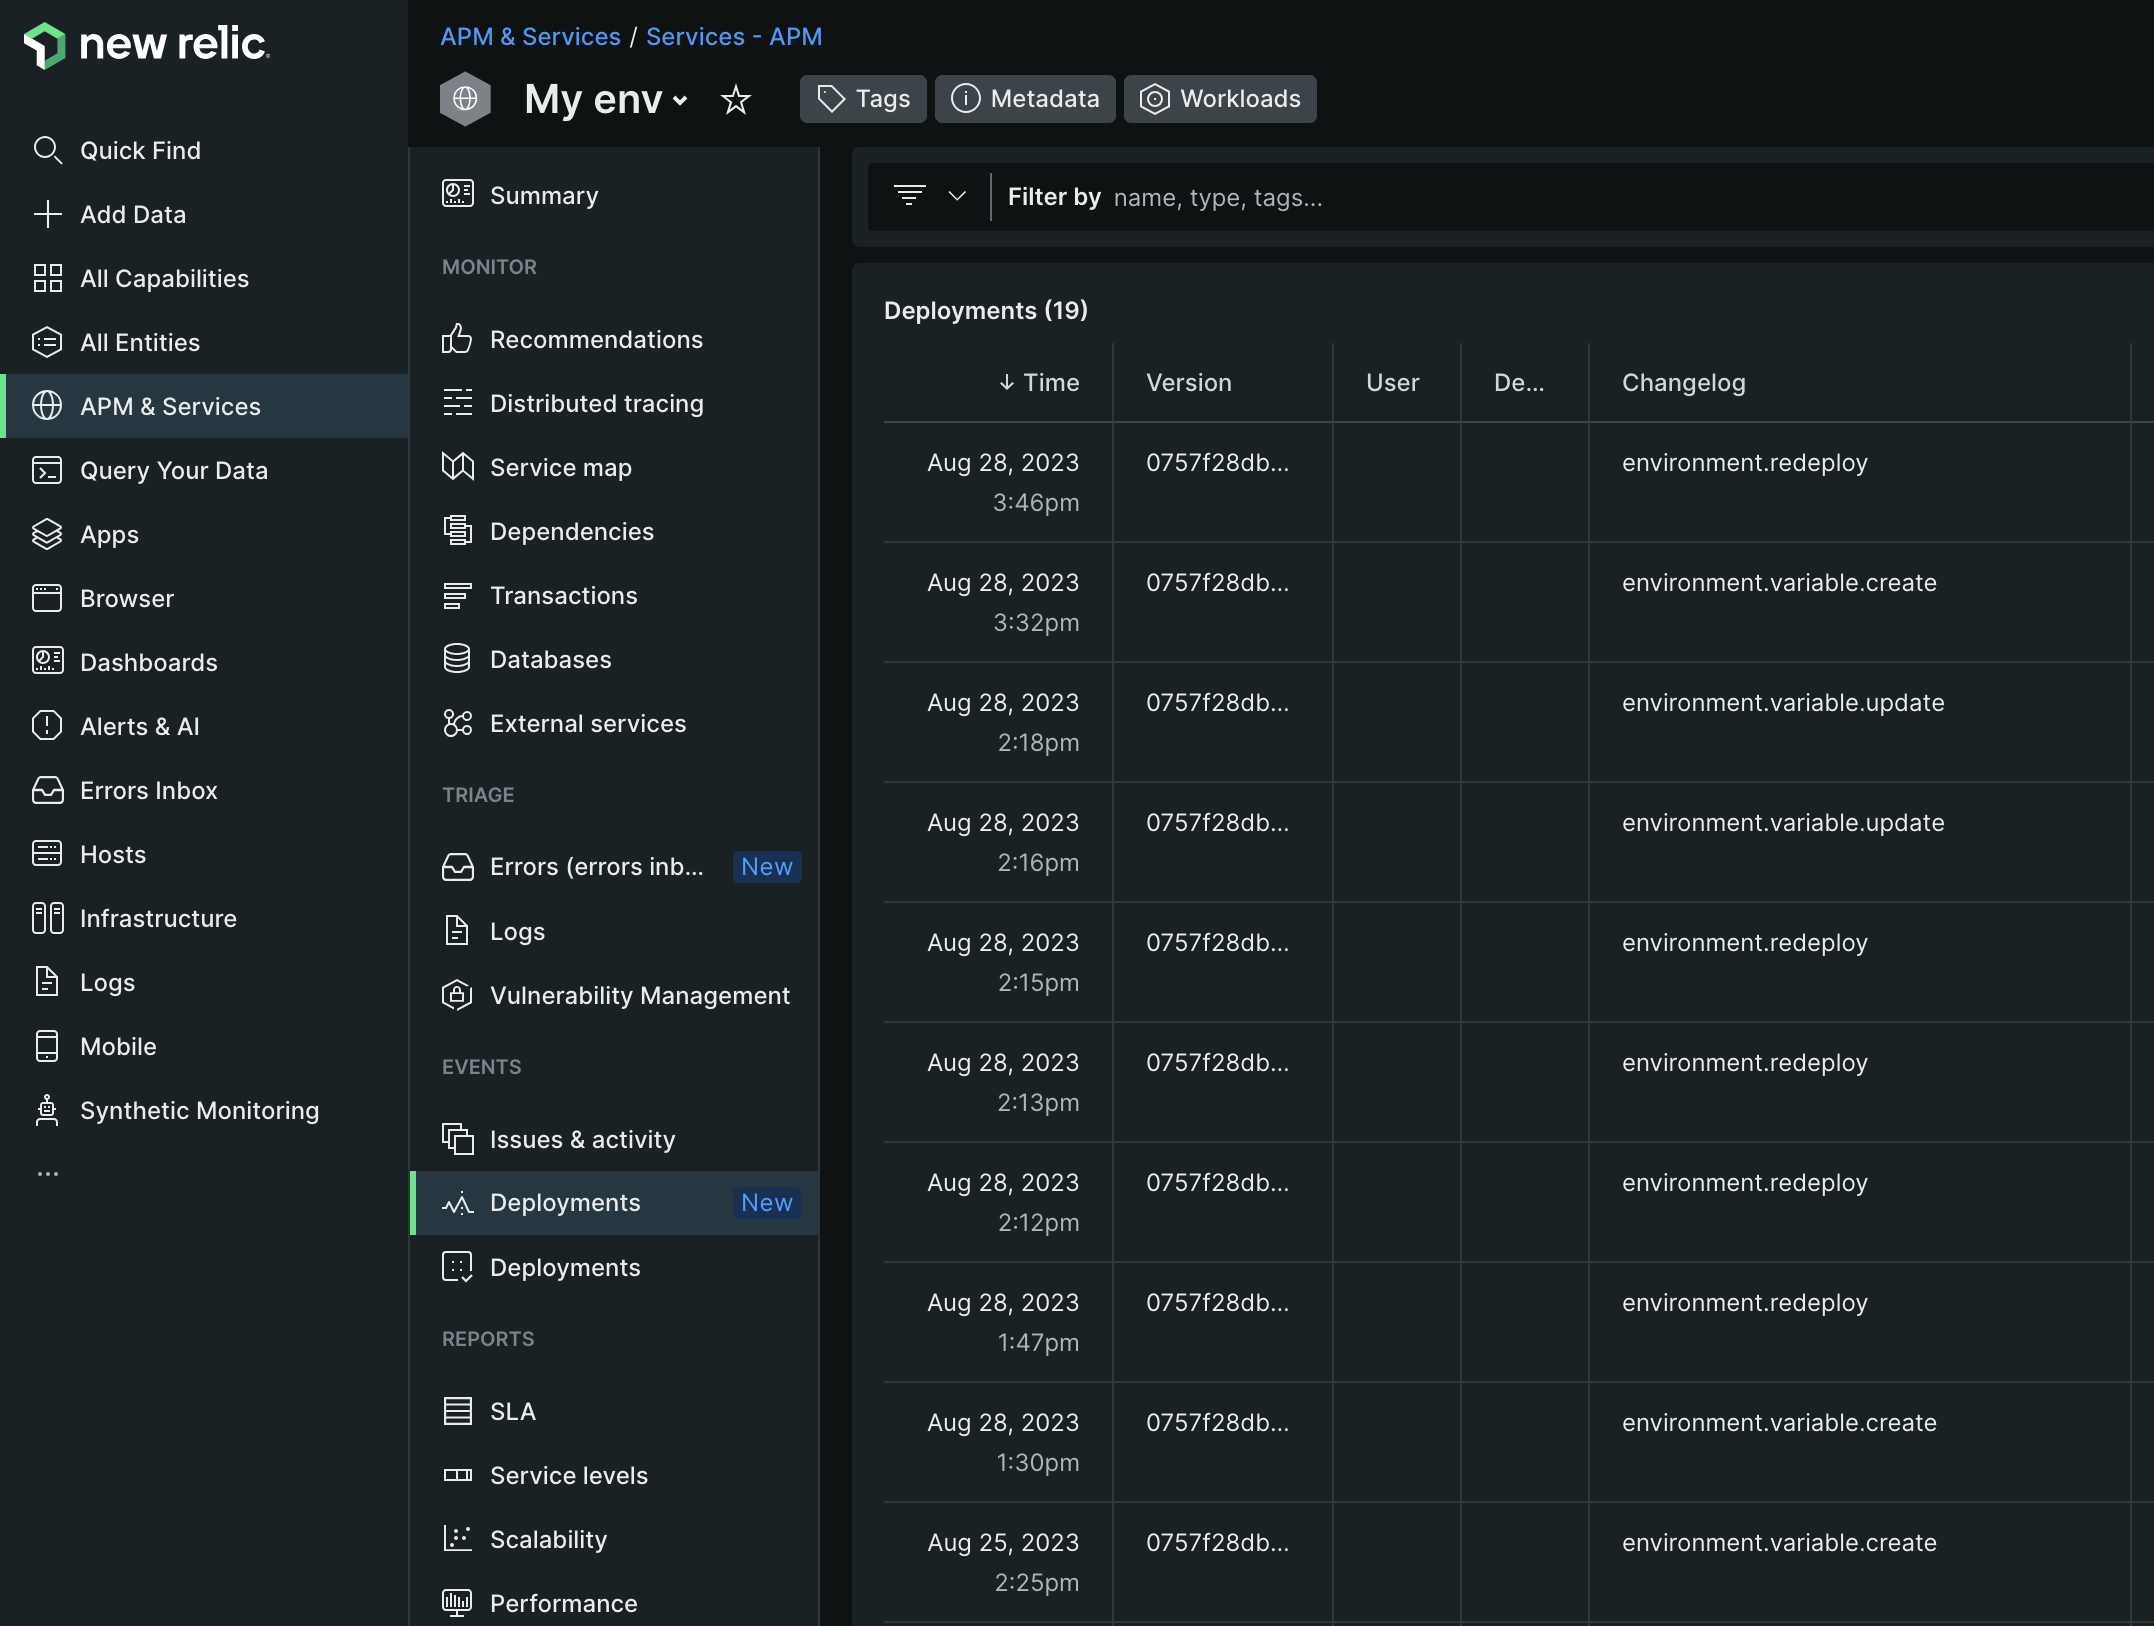 new relic
Quick Find
Add Data
All Capabilities
All Entities
APM & Services
Query Your Data
Apps
Browser
Dashboards
Alerts & AI
Errors Inbox
Hosts
Infrastructure
Logs
Mobile
Synthetic Monitoring
...
APM & Services / Services - APM
My env
Tags
Metadata
Workloads
Summary
MONITOR
Recommendations
Distributed tracing
Service map
Dependencies
Transactions
Databases
External services
TRIAGE
Errors (errors inb... New
Logs
Vulnerability Management
EVENTS
Issues & activity
Deployments New
Deployments
REPORTS
SLA
Service levels
Scalability
Performance
Filter by name, type, tags...
Deployments (19)
Time Version User De... Changelog
Aug 28, 2023 0757f28db... environment.redeploy
3:46pm
Aug 28, 2023 0757f28db... environment.variable.create
3:32pm
Aug 28, 2023 0757f28db... environment.variable.update
2:18pm
Aug 28, 2023 0757f28db... environment.variable.update
2:16pm
Aug 28, 2023 0757f28db... environment.redeploy
2:15pm
Aug 28, 2023 0757f28db... environment.redeploy
2:13pm
Aug 28, 2023 0757f28db... environment.redeploy
2:12pm
Aug 28, 2023 0757f28db... environment.redeploy
1:47pm
Aug 28, 2023 0757f28db... environment.variable.create
1:30pm
Aug 25, 2023 0757f28db... environment.variable.create
2:25pm